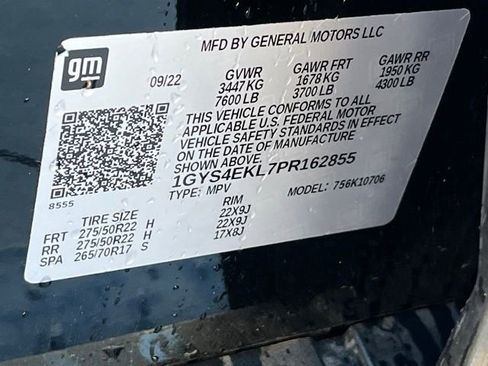 gm
MFD BY GENERAL MOTORS LLC
09/22 GVWR GAWR FRT GAWR RR
3447 KG 1678 KG 1950 KG
7600 LB 3700 LB 4300 LB
THIS VEHICLE CONFORMS TO ALL
APPLICABLE U.S. FEDERAL MOTOR
VEHICLE SAFETY STANDARDS IN EFFECT
ON THE DATE OF MANUFACTURE
SHOWN ABOVE.
1GYS4EKL7PR162855
TYPE: MPV MODEL: 756K10706
8555
TIRE SIZE RIM
FRT 275/50R22 H 22X9J
RR 275/50R22 H 22X9J
SPA 265/70R17 S 17X8J